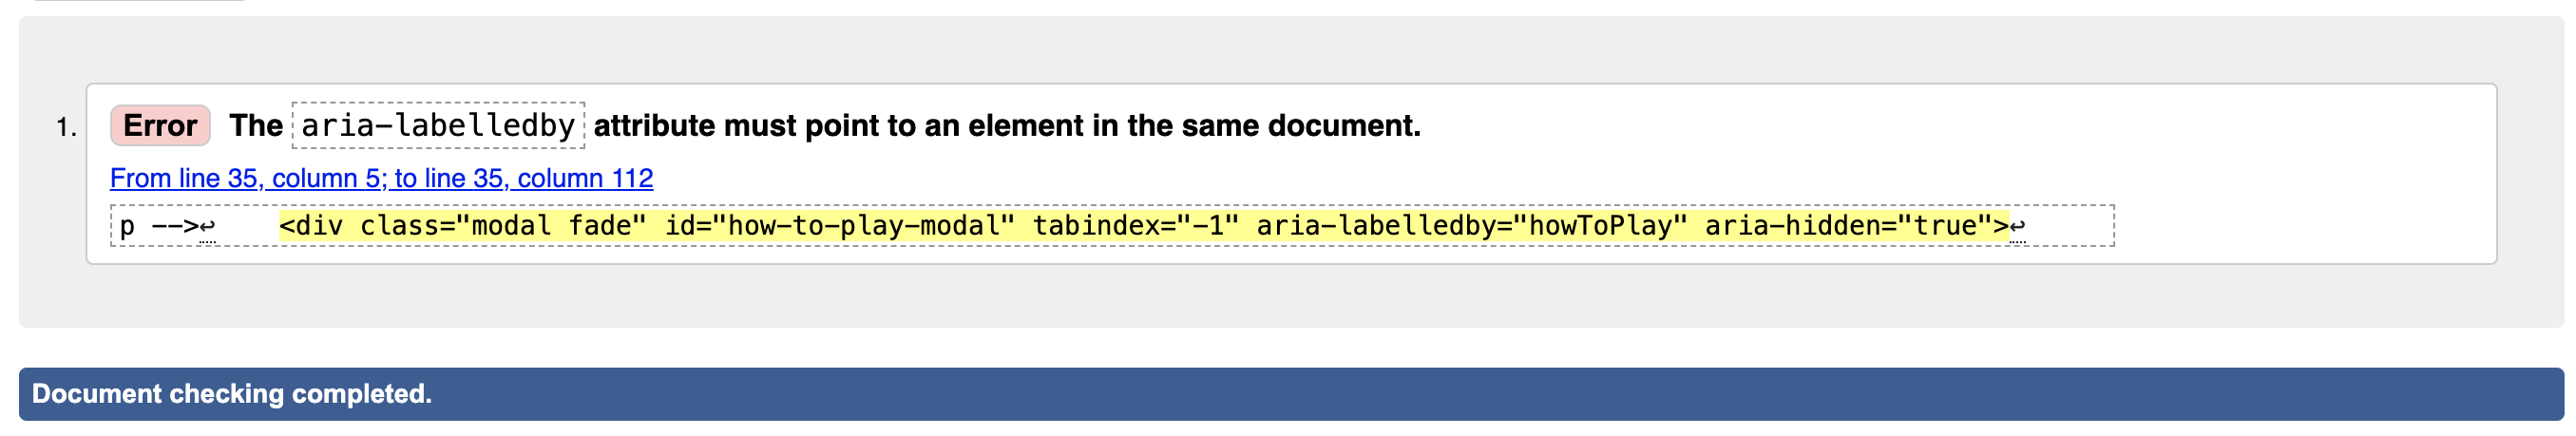 1. Error The aria-labelledby attribute must point to an element in the same document.
From line 35, column 5; to line 35, column 112
p -->↩    <div class="modal fade" id="how-to-play-modal" tabindex="-1" aria-labelledby="howToPlay" aria-hidden="true">↩
Document checking completed.